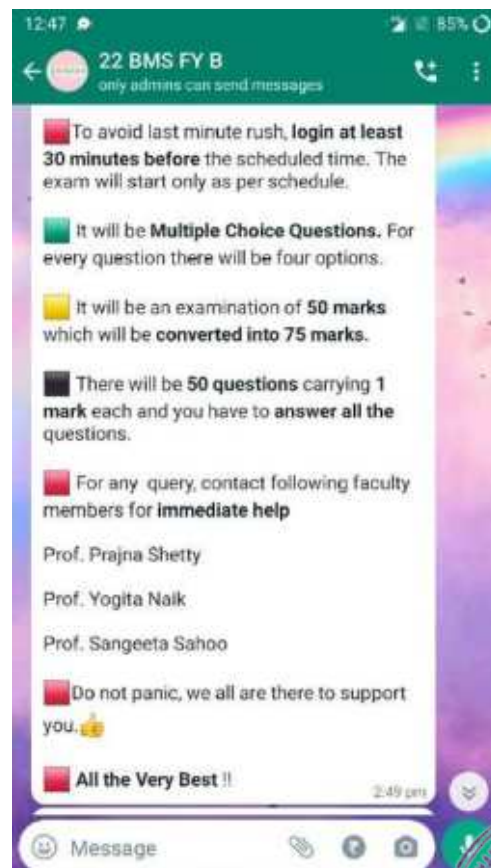 12:47
85%
22 BMS FY B
only admins can send messages
To avoid last minute rush, login at least
30 minutes before the scheduled time. The
exam will start only as per schedule.
It will be Multiple Choice Questions. For
every question there will be four options.
It will be an examination of 50 marks
which will be converted into 75 marks.
There will be 50 questions carrying 1
mark each and you have to answer all the
questions.
For any query, contact following faculty
members for immediate help
Prof. Prajna Shetty
Prof. Yogita Naik
Prof. Sangeeta Sahoo
Do not panic, we all are there to support
you.👍
All the Very Best !!
2:49 pm
Message